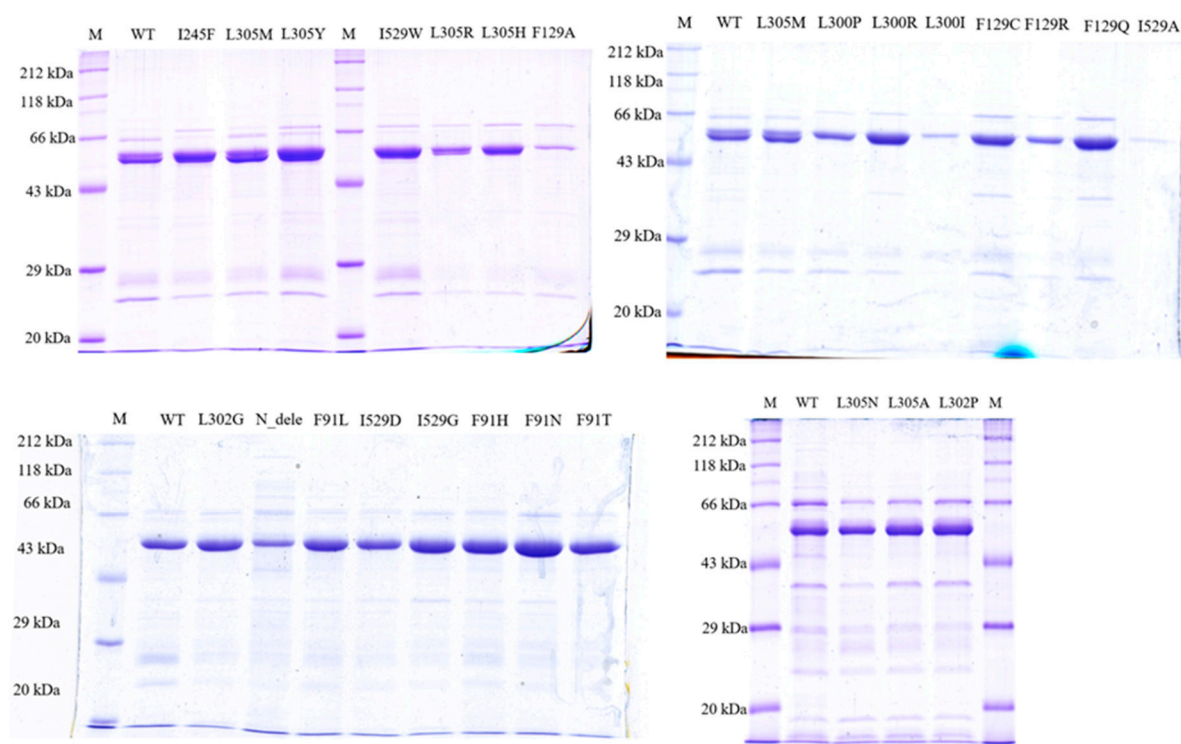 M WT I245F L305M L305Y M I529W L305R L305H F129A
212 kDa
118 kDa
66 kDa
43 kDa
29 kDa
20 kDa
M WT L305M L300P L300R L300I F129C F129R F129Q I529A
212 kDa
118 kDa
66 kDa
43 kDa
29 kDa
20 kDa
M WT L302G N_dele F91L I529D I529G F91H F91N F91T
212 kDa
118 kDa
66 kDa
43 kDa
29 kDa
20 kDa
M WT L305N L305A L302P M
212 kDa
118 kDa
66 kDa
43 kDa
29 kDa
20 kDa